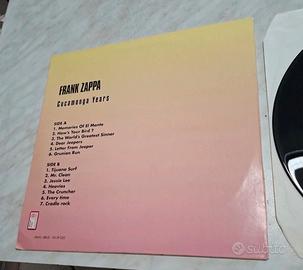 FRANK ZAPPA
Cucamonga Years
SIDE A
1. Memories Of El Monte
2. How's Your Bird ?
3. The World's Greatest Sinner
4. Dear Jeepers
5. Letter From Jeeper
6. Grunion Run
SIDE B
1. Tijuana Surf
2. Mr. Clean
3. Jessie Lee
4. Heavies
5. The Cruncher
6. Every time
7. Cradle rock
Subito